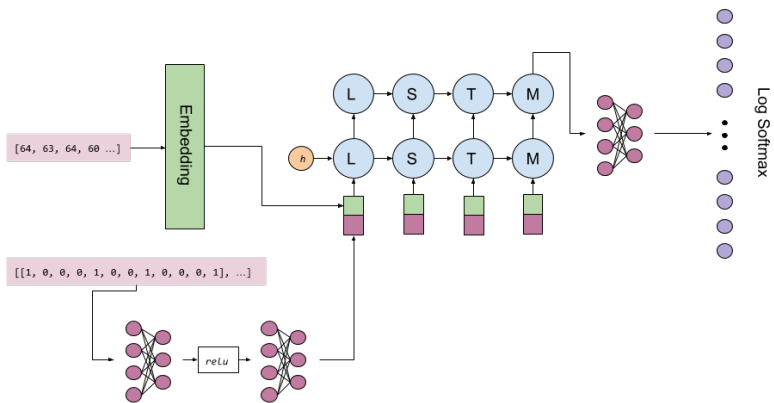 L S T M
Embedding
[64, 63, 64, 60 ...]
h
L S T M
Log Softmax
[[1, 0, 0, 0, 1, 0, 0, 1, 0, 0, 0, 1], ...]
relu